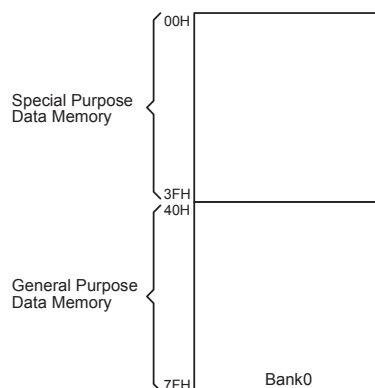 00H
Special Purpose
Data Memory
3FH
40H
General Purpose
Data Memory
7FH
Bank0